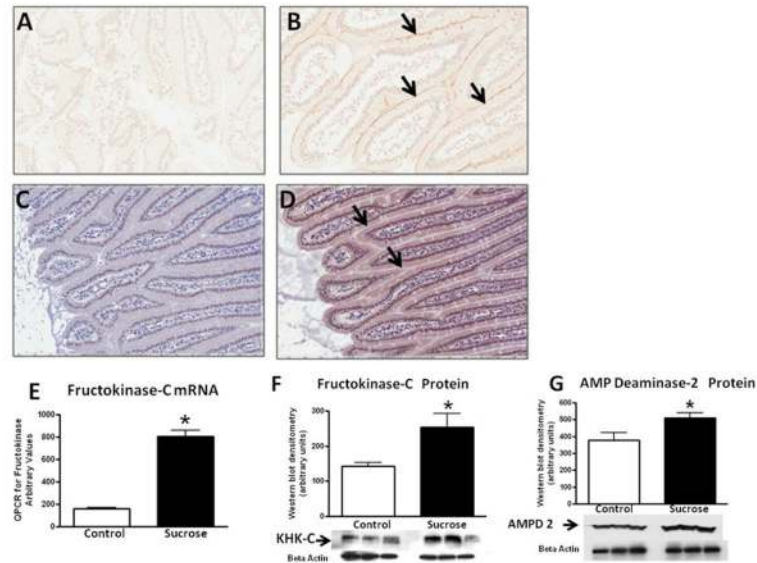 A
B
C
D
E
Fructokinase-C mRNA
QPCR for Fructokinase
Arbitrary Values
1000
800
600
400
200
0
*
Control
Sucrose
F
Fructokinase-C Protein
Western blot densitometry
(arbitrary units)
300
200
100
0
*
Control
Sucrose
KHK-C
Beta Actin
G
AMP Deaminase-2 Protein
Western blot densitometry
(arbitrary units)
600
500
400
300
200
100
0
*
Control
Sucrose
AMPD 2
Beta Actin